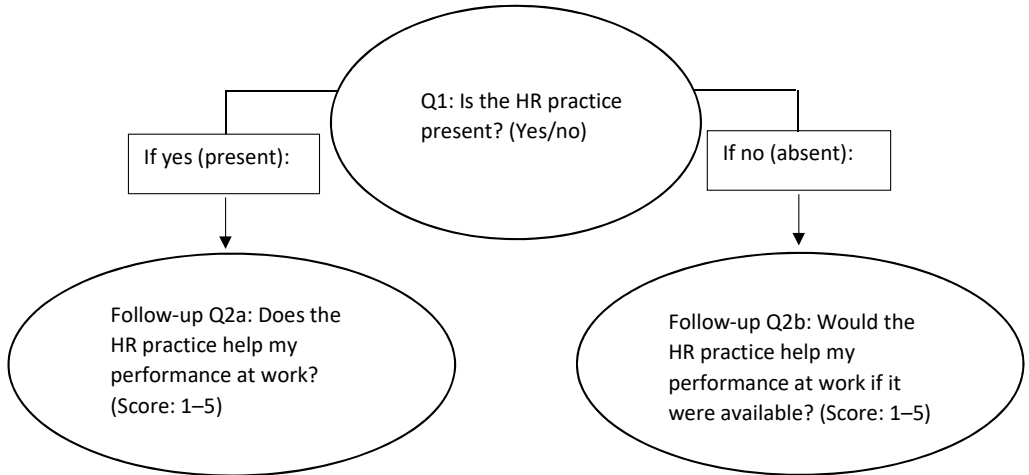 Q1: Is the HR practice
present? (Yes/no)
If yes (present):
If no (absent):
Follow-up Q2a: Does the
HR practice help my
performance at work?
(Score: 1–5)
Follow-up Q2b: Would the
HR practice help my
performance at work if it
were available? (Score: 1–5)